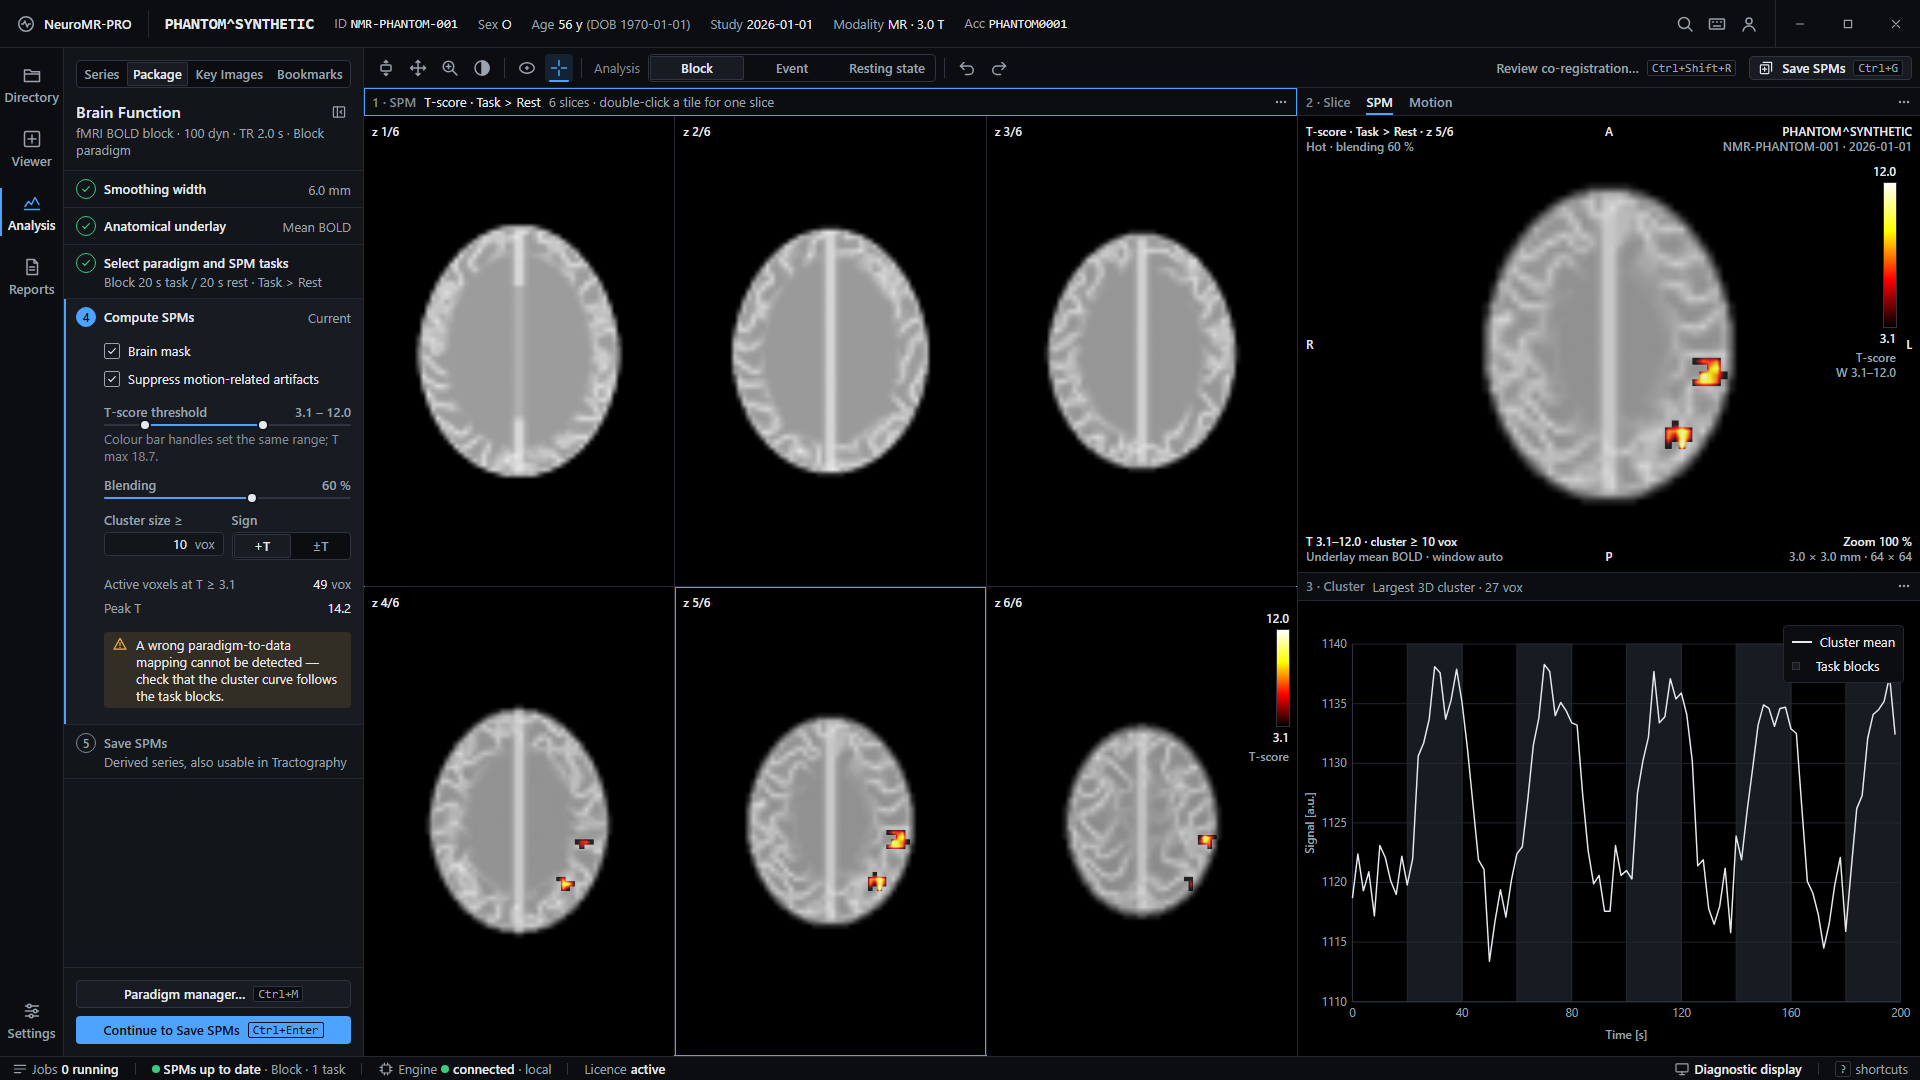 NeuroMR-PRO
PHANTOM^SYNTHETIC
ID NMR-PHANTOM-001
Sex O
Age 56 y (DOB 1970-01-01)
Study 2026-01-01
Modality MR · 3.0 T
Acc PHANTOM0001
Directory
Viewer
Analysis
Reports
Settings
Series
Package
Key Images
Bookmarks
Brain Function
fMRI BOLD block · 100 dyn · TR 2.0 s · Block
paradigm
Smoothing width 6.0 mm
Anatomical underlay Mean BOLD
Select paradigm and SPM tasks
Block 20 s task / 20 s rest · Task > Rest
4 Compute SPMs Current
Brain mask
Suppress motion-related artifacts
T-score threshold 3.1 – 12.0
Colour bar handles set the same range; T
max 18.7.
Blending 60 %
Cluster size ≥ Sign
10 vox +T ±T
Active voxels at T ≥ 3.1 49 vox
Peak T 14.2
A wrong paradigm-to-data
mapping cannot be detected —
check that the cluster curve follows
the task blocks.
5 Save SPMs
Derived series, also usable in Tractography
Paradigm manager... Ctrl+M
Continue to Save SPMs Ctrl+Enter
Analysis Block Event Resting state
Review co-registration... Ctrl+Shift+R
Save SPMs Ctrl+G
1 · SPM T-score · Task > Rest 6 slices · double-click a tile for one slice
z 1/6
z 2/6
z 3/6
z 4/6
z 5/6
z 6/6
12.0
3.1
T-score
2 · Slice SPM Motion
T-score · Task > Rest · z 5/6
Hot · blending 60 %
A
PHANTOM^SYNTHETIC
NMR-PHANTOM-001 · 2026-01-01
12.0
3.1
T-score
W 3.1–12.0
R
L
T 3.1–12.0 · cluster ≥ 10 vox
Underlay mean BOLD · window auto
P
Zoom 100 %
3.0 × 3.0 mm · 64 × 64
3 · Cluster Largest 3D cluster · 27 vox
Cluster mean
Task blocks
1140
1135
1130
1125
1120
1115
1110
Signal [a.u.]
0 40 80 120 160 200
Time [s]
Jobs 0 running
SPMs up to date · Block · 1 task
Engine connected · local
Licence active
Diagnostic display
? shortcuts